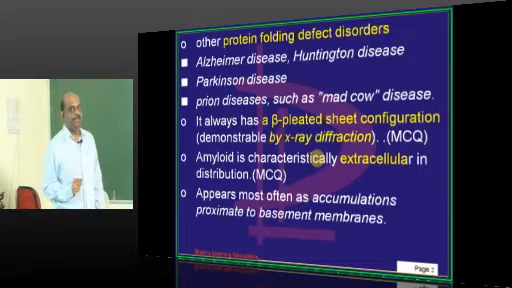 other protein folding defect disorders
Alzheimer disease, Huntington disease
Parkinson disease
prion diseases, such as "mad cow" disease.
It always has a β-pleated sheet configuration
(demonstrable by x-ray diffraction). .(MCQ)
Amyloid is characteristically extracellular in
distribution.(MCQ)
Appears most often as accumulations
proximate to basement membranes.
Page :